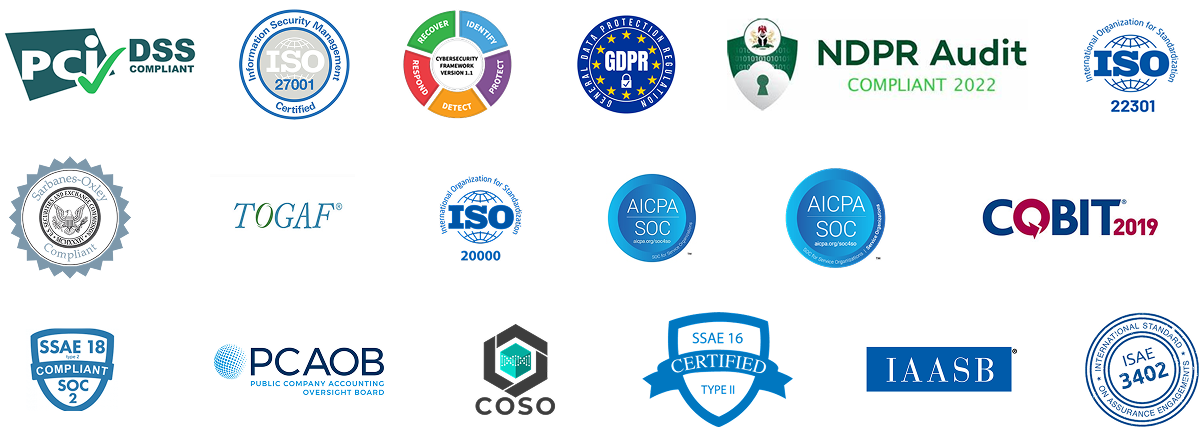 PCi DSS
COMPLIANT
Information Security Management
ISO
27001
Certified
RECOVER
IDENTIFY
PROTECT
DETECT
RESPOND
CYBERSECURITY
FRAMEWORK
VERSION 1.1
GENERAL DATA PROTECTION REGULATION
GDPR
NDPR Audit
COMPLIANT 2022
International Organization for Standardization
ISO
22301
Sarbanes-Oxley
U.S. SECURITIES AND EXCHANGE COMMISSION
MCMXXXIV
Compliant
TOGAF®
International Organization for Standardization
ISO
20000
AICPA
SOC
aicpa.org/soc4so
SOC for Service Organizations
TM
AICPA
SOC
aicpa.org/soc4so
SOC for Service Organizations | Service Organizations
TM
COBIT® 2019
SSAE 18
type 2
COMPLIANT
SOC
2
PCAOB
PUBLIC COMPANY ACCOUNTING
OVERSIGHT BOARD
COSO
SSAE 16
CERTIFIED
TYPE II
IAASB®
INTERNATIONAL STANDARD
ISAE
3402
ON ASSURANCE ENGAGEMENTS